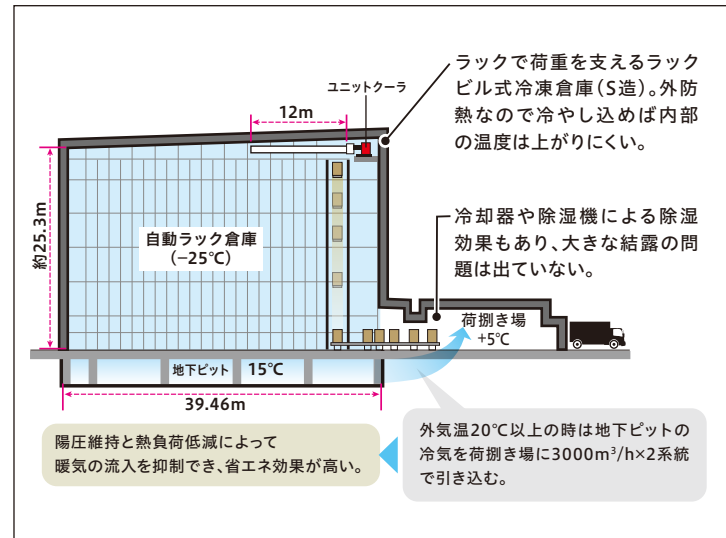 ラックで荷重を支えるラック
ビル式冷凍倉庫(S造)。外防
熱なので冷やし込めば内部
の温度は上がりにくい。
ユニットクーラ
12m
約25.3m
自動ラック倉庫
(−25℃)
冷却器や除湿機による除湿
効果もあり、大きな結露の問
題は出ていない。
荷捌き場
+5℃
地下ピット 15℃
39.46m
陽圧維持と熱負荷低減によって
暖気の流入を抑制でき、省エネ効果が高い。
外気温20℃以上の時は地下ピットの
冷気を荷捌き場に3000m³/h×2系統
で引き込む。